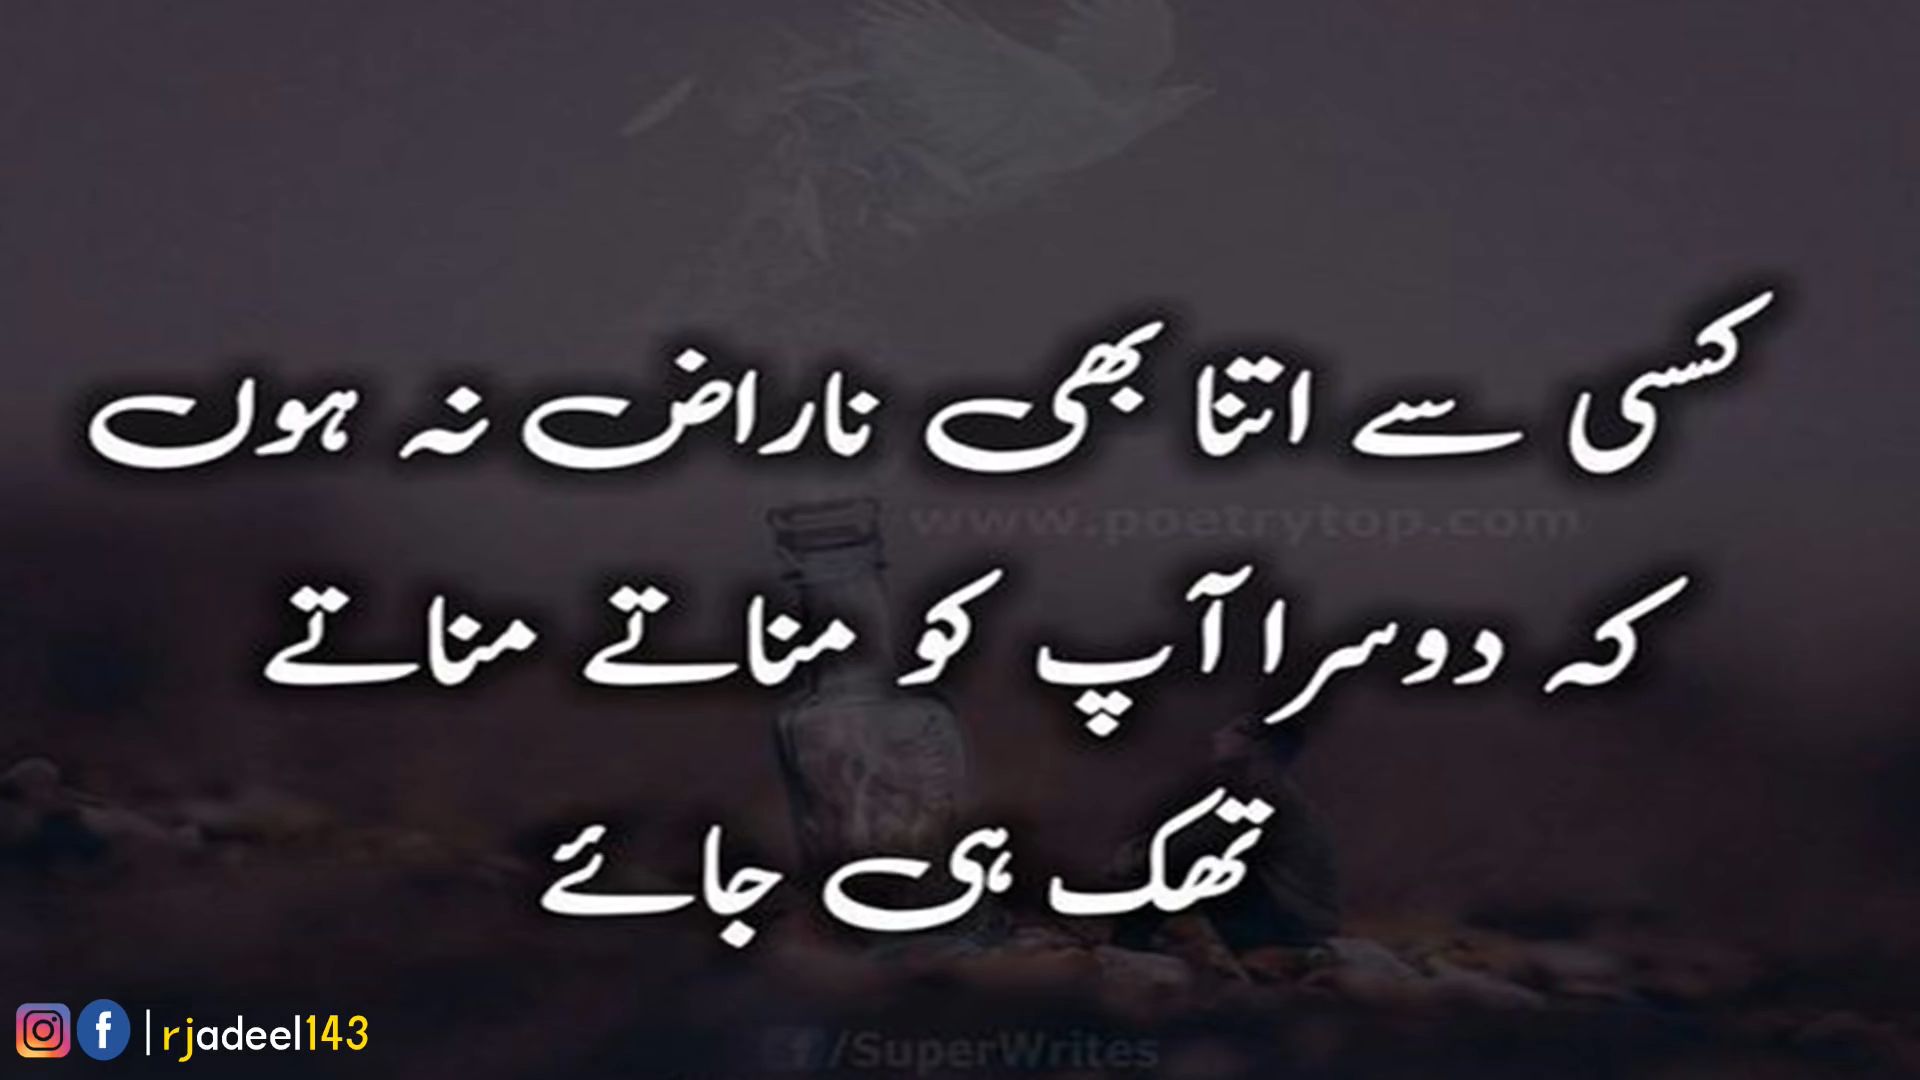 کسی سے اتنا بھی ناراض نہ ہوں
www.poetrytop.com
کہ دوسرا آپ کو مناتے مناتے
تھک ہی جائے
f /SuperWrites
f |rjadeel143